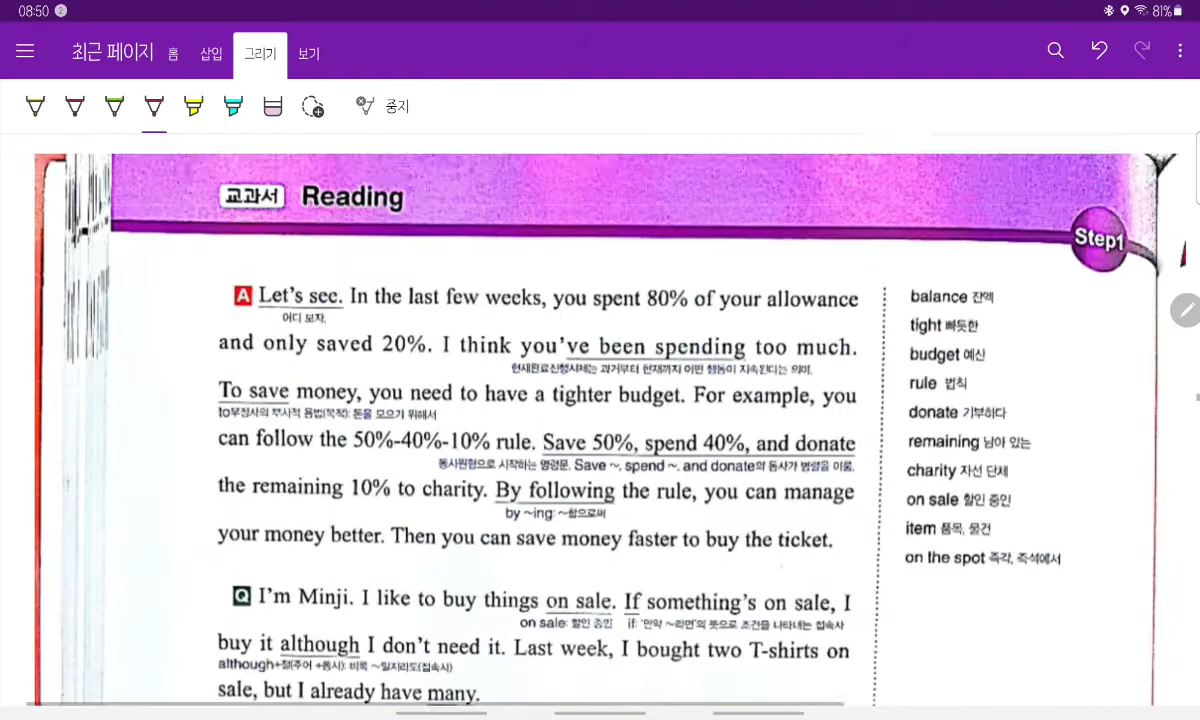 08:50 2 81%
최근 페이지 홈 삽입 그리기 보기
중지
교과서 Reading
Step1
A Let's see. In the last few weeks, you spent 80% of your allowance
어디 보자.
and only saved 20%. I think you've been spending too much.
현재완료진행시제는 과거부터 현재까지 어떤 행동이 지속된다는 의미.
To save money, you need to have a tighter budget. For example, you
to부정사의 부사적 용법(목적): 돈을 모으기 위해서
can follow the 50%-40%-10% rule. Save 50%, spend 40%, and donate
동사원형으로 시작하는 명령문. Save ~, spend ~, and donate의 동사가 병렬을 이룸.
the remaining 10% to charity. By following the rule, you can manage
by ~ing: ~함으로써
your money better. Then you can save money faster to buy the ticket.
Q I'm Minji. I like to buy things on sale. If something's on sale, I
on sale: 할인 중인 if: '만약 ~라면'의 뜻으로 조건을 나타내는 접속사
buy it although I don't need it. Last week, I bought two T-shirts on
although+절(주어+동사): 비록 ~일지라도(접속사)
sale, but I already have many.
balance 잔액
tight 빠듯한
budget 예산
rule 법칙
donate 기부하다
remaining 남아 있는
charity 자선 단체
on sale 할인 중인
item 품목, 물건
on the spot 즉각, 즉석에서